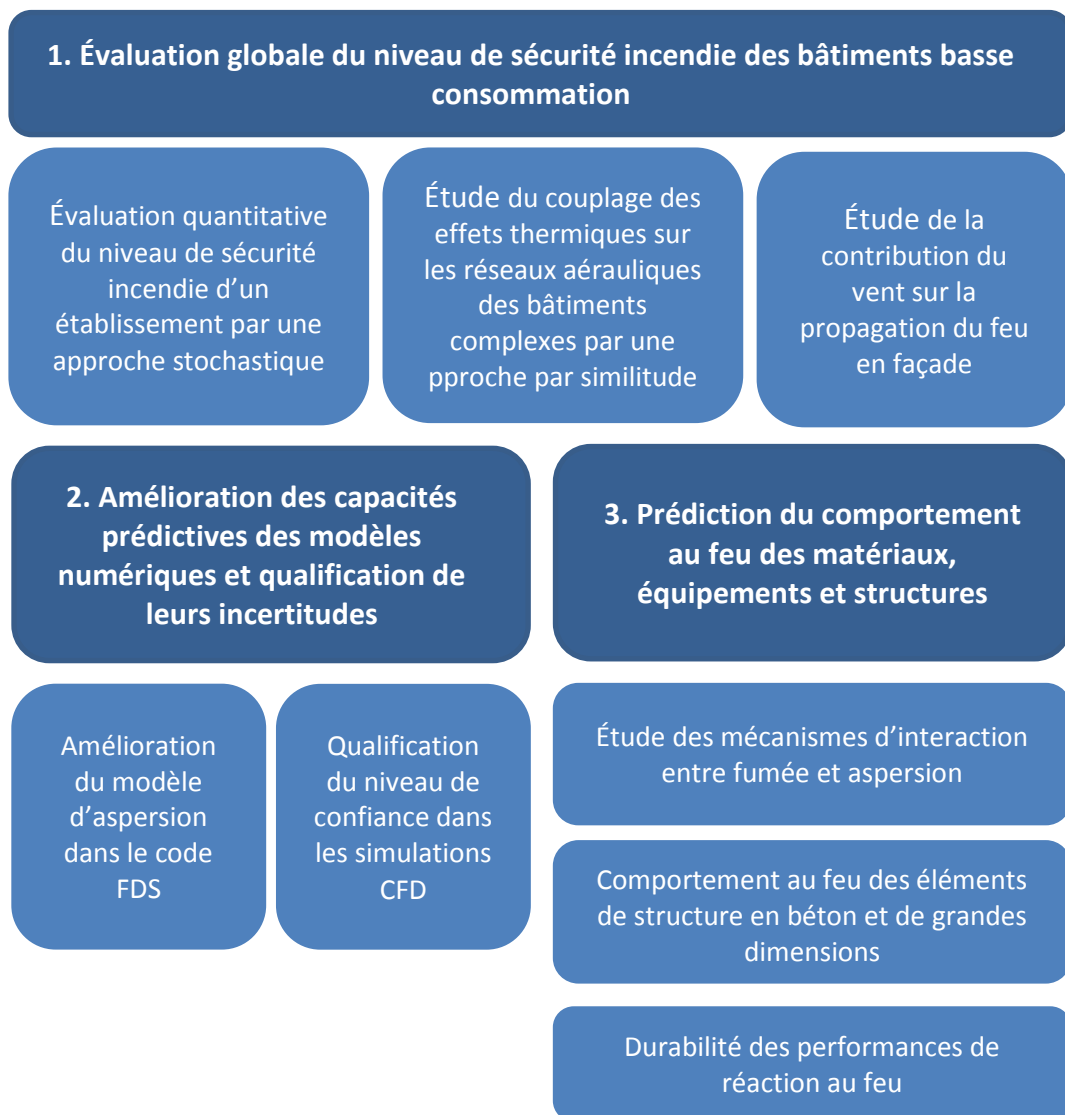 1. Évaluation globale du niveau de sécurité incendie des bâtiments basse
consommation
Évaluation quantitative
du niveau de sécurité
incendie d’un
établissement par une
approche stochastique
Étude du couplage des
effets thermiques sur
les réseaux aérauliques
des bâtiments
complexes par une
pproche par similitude
Étude de la
contribution du
vent sur la
propagation du feu
en façade
2. Amélioration des capacités
prédictives des modèles
numériques et qualification de
leurs incertitudes
3. Prédiction du comportement
au feu des matériaux,
équipements et structures
Amélioration
du modèle
d’aspersion
dans le code
FDS
Qualification
du niveau de
confiance dans
les simulations
CFD
Étude des mécanismes d’interaction
entre fumée et aspersion
Comportement au feu des éléments
de structure en béton et de grandes
dimensions
Durabilité des performances de
réaction au feu